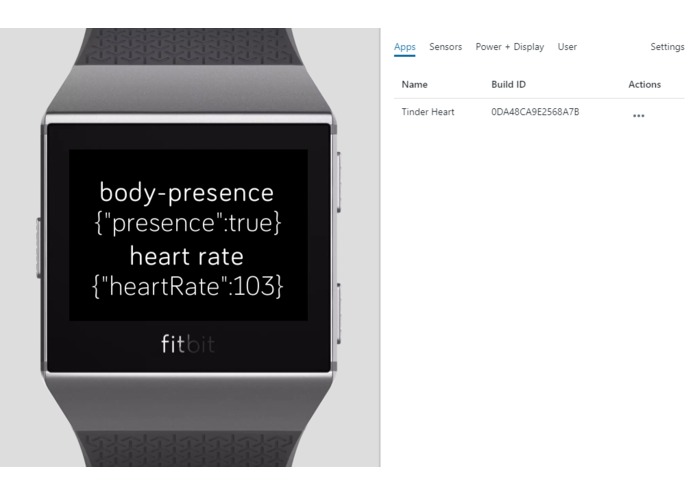 body-presence
{"presence":true}
heart rate
{"heartRate":103}
fitbit
Apps Sensors Power + Display User Settings
Name Build ID Actions
Tinder Heart 0DA48CA9E2568A7B